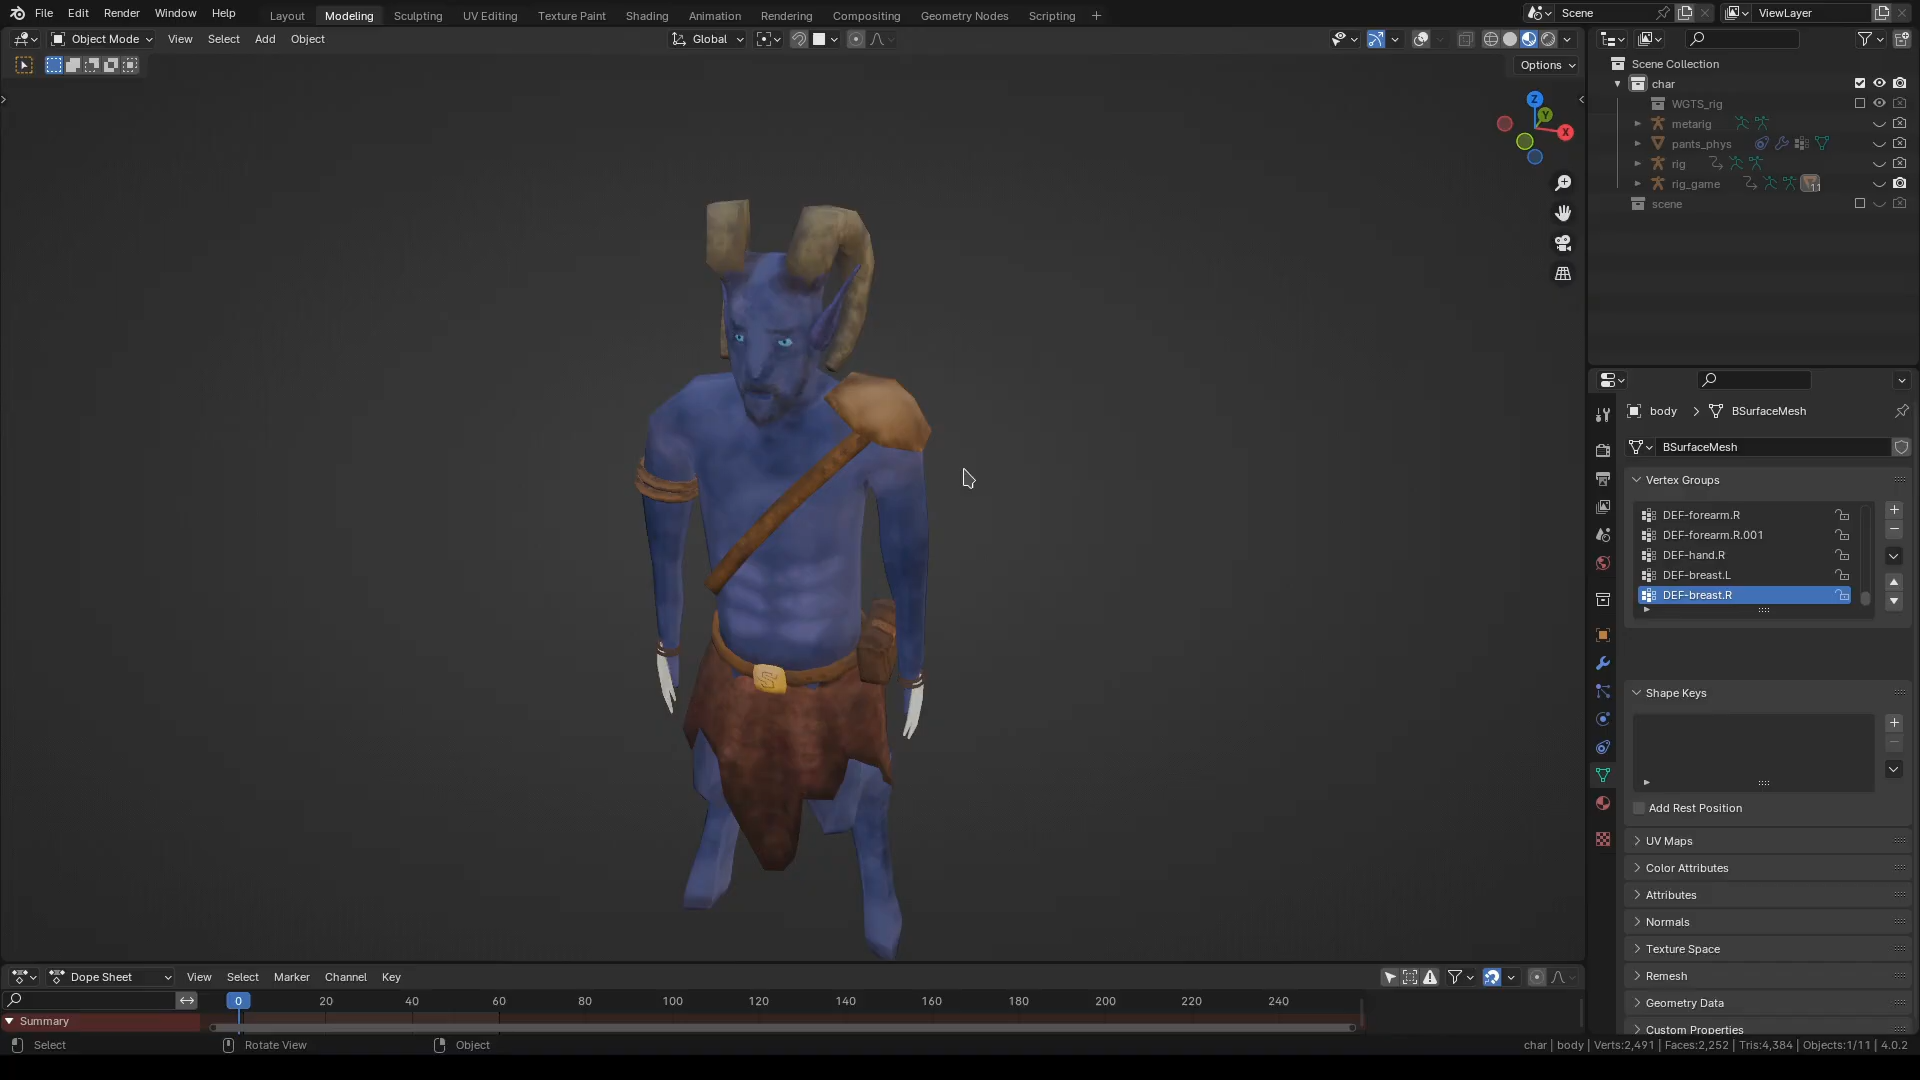 File Edit Render Window Help Layout Modeling Sculpting UV Editing Texture Paint Shading Animation Rendering Compositing Geometry Nodes Scripting + Scene ViewLayer
Object Mode View Select Add Object Global
Options
Scene Collection
char
WGTS_rig
metarig
pants_phys
rig
rig_game 11
scene
Z
Y
X
body > BSurfaceMesh
BSurfaceMesh
Vertex Groups
DEF-forearm.R
DEF-forearm.R.001
DEF-hand.R
DEF-breast.L
DEF-breast.R
Shape Keys
Add Rest Position
UV Maps
Color Attributes
Attributes
Normals
Texture Space
Remesh
Geometry Data
Custom Properties
S
Dope Sheet View Select Marker Channel Key
0 20 40 60 80 100 120 140 160 180 200 220 240
Summary
Select Rotate View Object char | body | Verts:2,491 | Faces:2,252 | Tris:4,384 | Objects:1/11 | 4.0.2